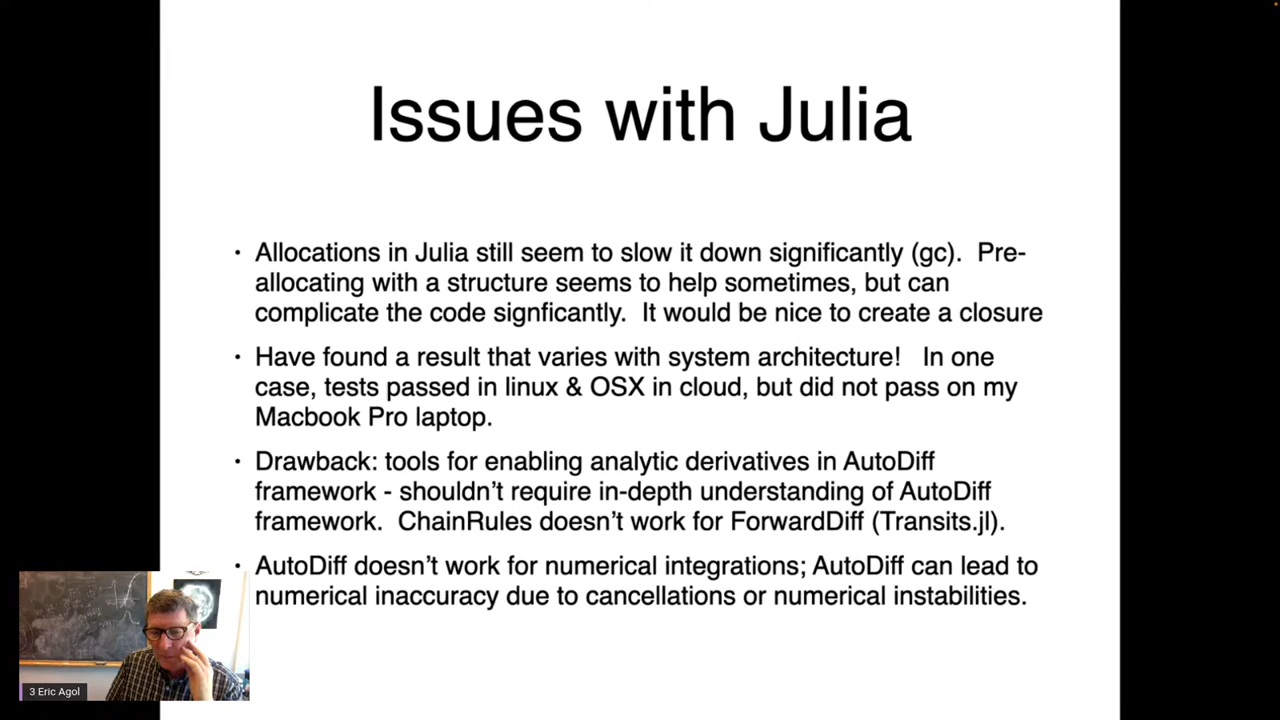 Issues with Julia
• Allocations in Julia still seem to slow it down significantly (gc).  Pre-
allocating with a structure seems to help sometimes, but can
complicate the code signficantly.  It would be nice to create a closure
• Have found a result that varies with system architecture!   In one
case, tests passed in linux & OSX in cloud, but did not pass on my
Macbook Pro laptop.
• Drawback: tools for enabling analytic derivatives in AutoDiff
framework - shouldn’t require in-depth understanding of AutoDiff
framework.  ChainRules doesn’t work for ForwardDiff (Transits.jl).
• AutoDiff doesn’t work for numerical integrations; AutoDiff can lead to
numerical inaccuracy due to cancellations or numerical instabilities.
3 Eric Agol